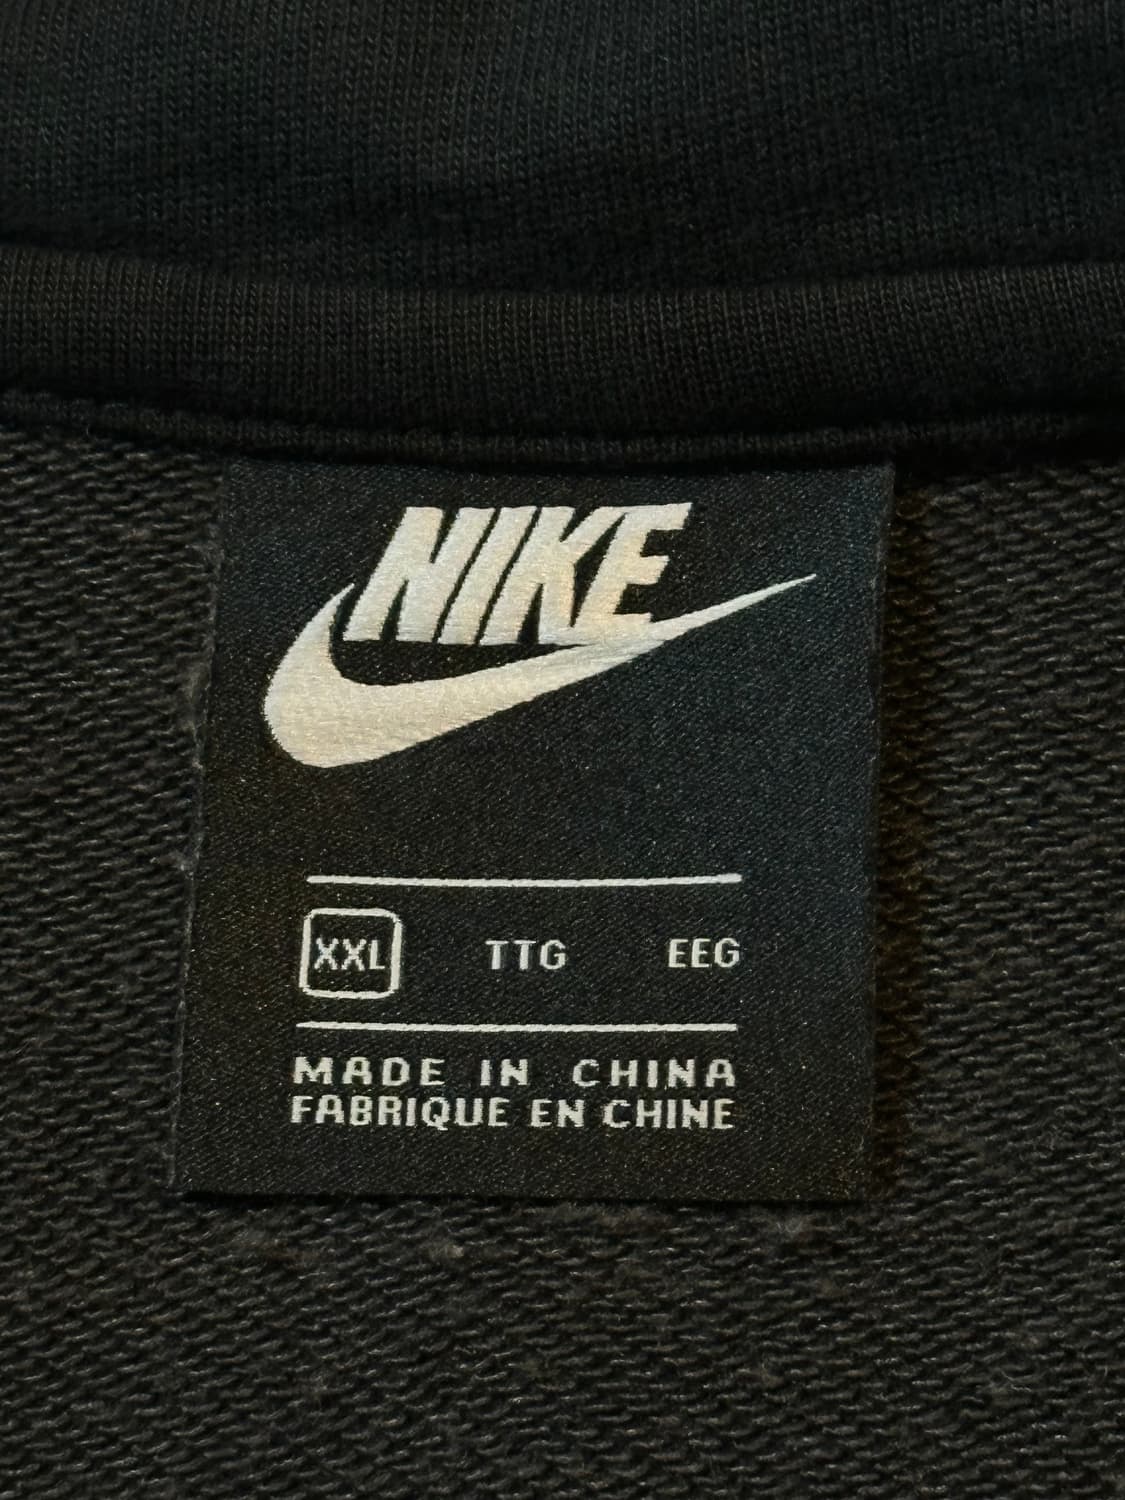 NIKE
XXL TTG EEG
MADE IN CHINA
FABRIQUE EN CHINE